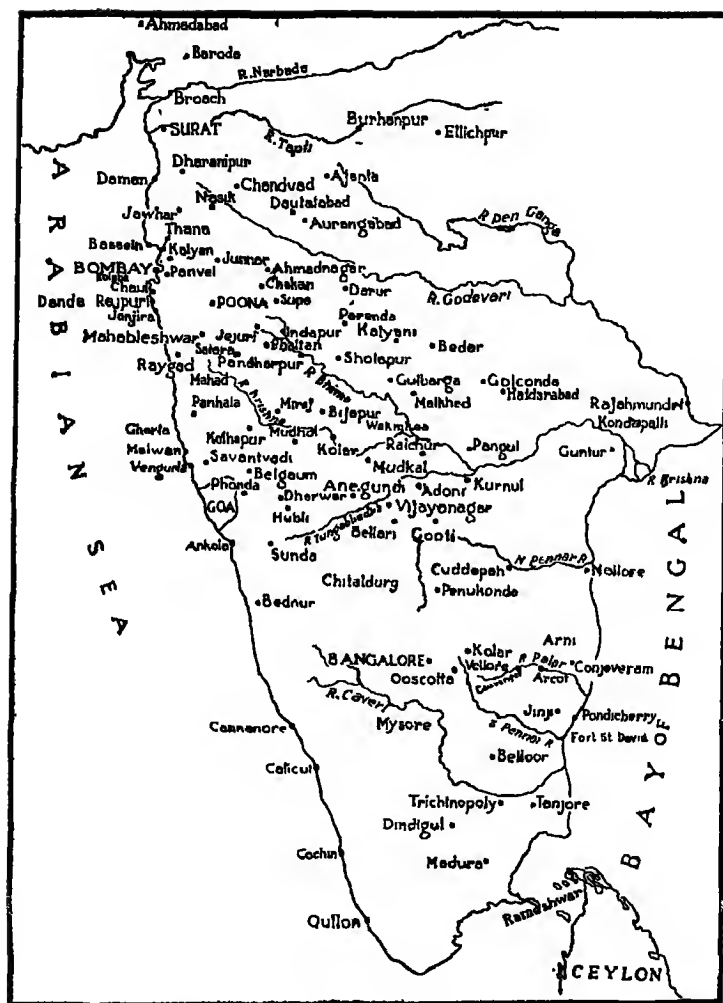 Ahmedabad
Baroda
R. Narbada
Broach
SURAT
R. Tapti
Burhanpur
Ellichpur
Dharanipur
Daman
Chandvad
Ajanta
Nasik
Jawhar
Daulatabad
Aurangabad
R Pen Ganga
Thana
Bassein
Kalyan
Junnar
BOMBAY
Panvel
Ahmadnagar
Chaul
Chakan
Danda Rajpuri
POONA
Supa
Darur
R. Godavari
Janjira
Parenda
Mahableshwar
Jejuri
Indapur
Kalyani
Satara
Phaltan
Bedar
Raygad
Pandharpur
Sholapur
Mahad
R Bhima
Gulbarga
Golconda
R Krishna
Malkhed
Haidarabad
Rajahmundri
Panhala
Miraj
Bijapur
Kondapalli
Gheria
Kolhapur
Mudhal
Raichur
Pangul
Guntur
Malwan
Savantvadi
Kolar
Mudkal
R Krishna
Vengurla
Belgaum
Phonda
Dharwar
Anegundi
Adoni
Kurnul
GOA
Hubli
Vijayanagar
R Tungabhadra
Bellari
Gooti
Ankola
Sunda
N Pennar R
Cuddapah
Nellore
Chitaldurg
Penukonda
Bednur
Arni
BANGALORE
Kolar
Vellore
R Palar
Conjeveram
Ooscotta
Arcot
R. Caveri
Jinji
Pondicherry
Cannanore
Mysore
S Pennar R
Fort St David
Belloor
Calicut
Trichinopoly
Tanjore
Dindigul
Cochin
Madura
Rameshwar
Quilon
CEYLON
ARABIAN SEA
BAY OF BENGAL